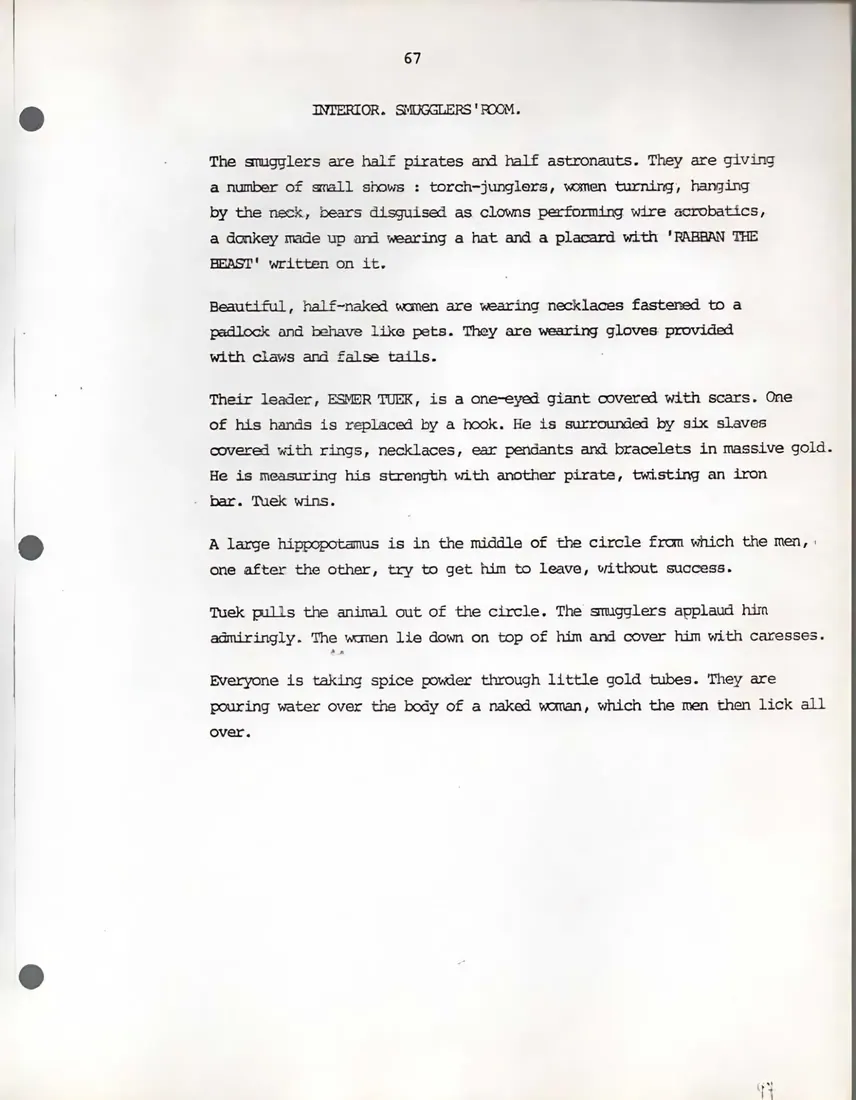 67
INTERIOR. SMUGGLERS'ROOM.
The smugglers are half pirates and half astronauts. They are giving
a number of small shows : torch-junglers, women turning, hanging
by the neck, bears disguised as clowns performing wire acrobatics,
a donkey made up and wearing a hat and a placard with 'RABBAN THE
BEAST' written on it.
Beautiful, half-naked women are wearing necklaces fastened to a
padlock and behave like pets. They are wearing gloves provided
with claws and false tails.
Their leader, ESMER TUEK, is a one-eyed giant covered with scars. One
of his hands is replaced by a hook. He is surrounded by six slaves
covered with rings, necklaces, ear pendants and bracelets in massive gold.
He is measuring his strength with another pirate, twisting an iron
bar. Tuek wins.
A large hippopotamus is in the middle of the circle from which the men,
one after the other, try to get him to leave, without success.
Tuek pulls the animal out of the circle. The smugglers applaud him
admiringly. The women lie down on top of him and cover him with caresses.
Everyone is taking spice powder through little gold tubes. They are
pouring water over the body of a naked woman, which the men then lick all
over.